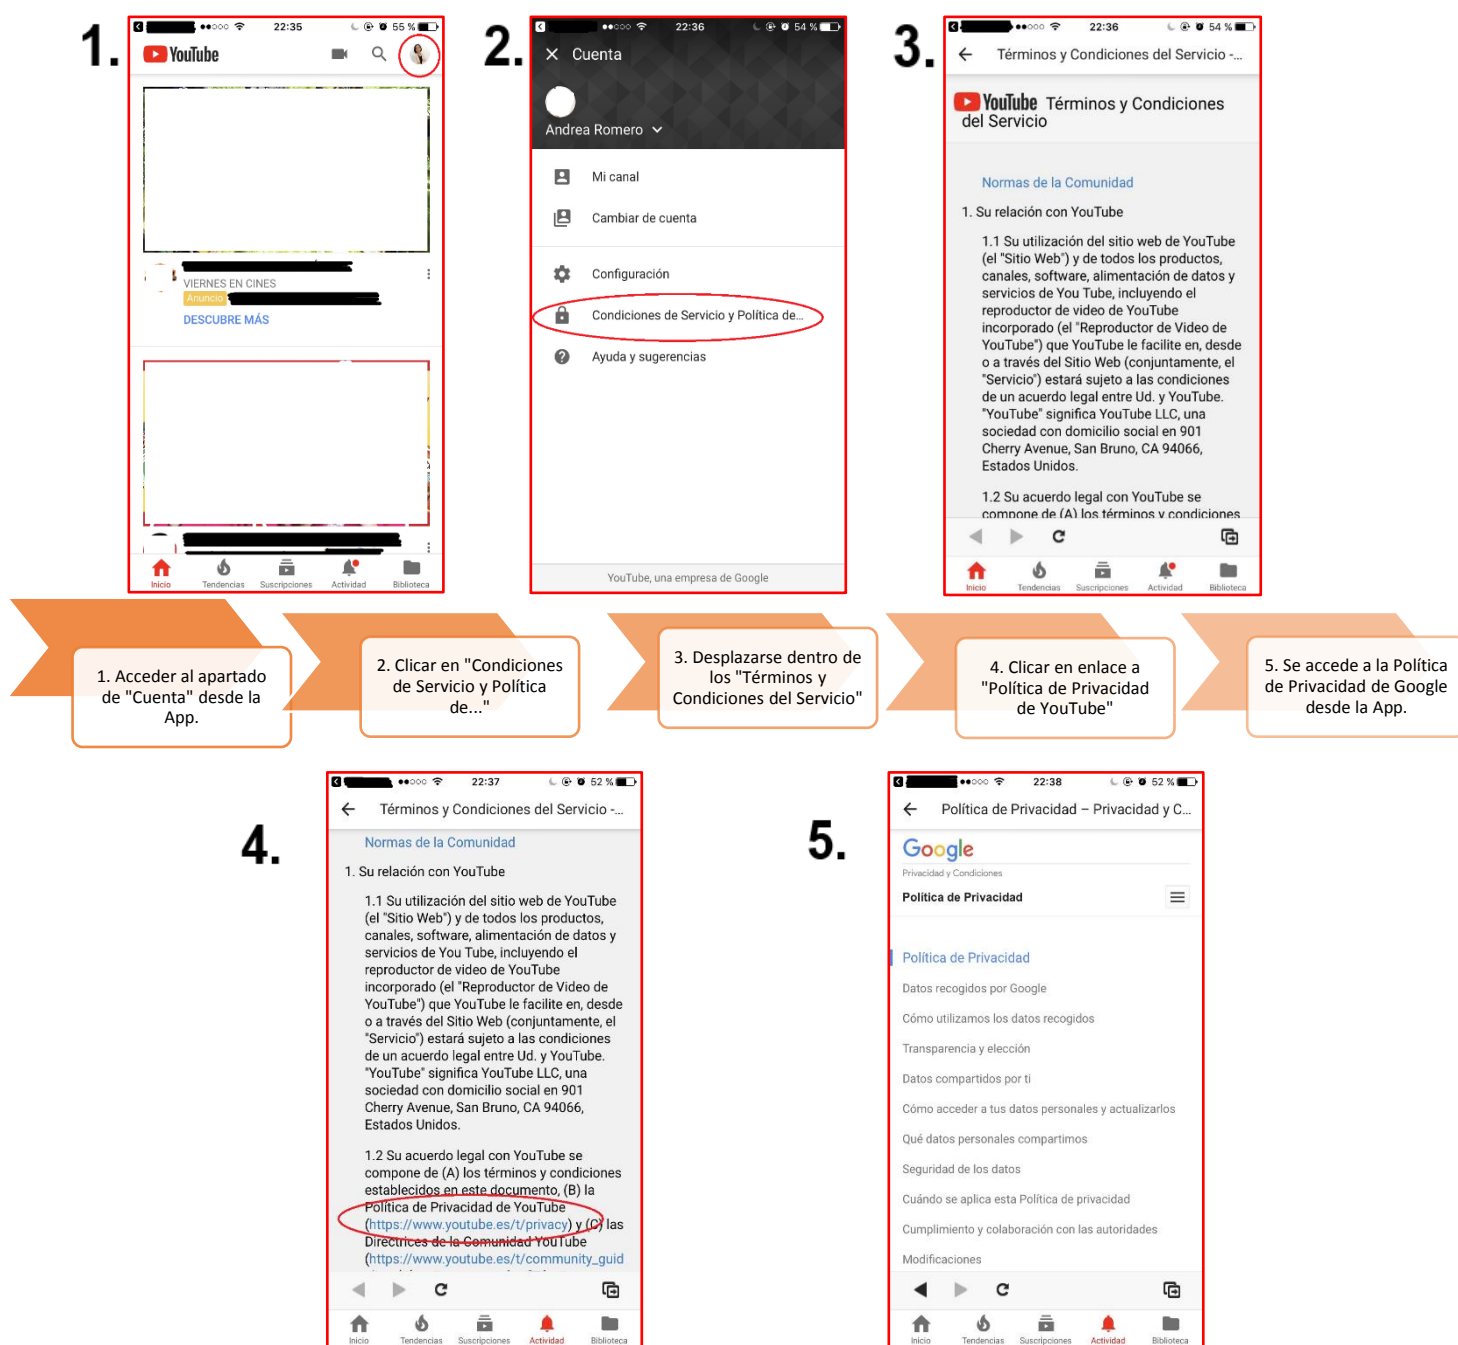 1.
22:35
55 %
YouTube
VIERNES EN CINES
Anuncio
DESCUBRE MÁS
Inicio
Tendencias
Suscripciones
Actividad
Biblioteca
2.
22:36
54 %
Cuenta
Andrea Romero
Mi canal
Cambiar de cuenta
Configuración
Condiciones de Servicio y Política de...
Ayuda y sugerencias
YouTube, una empresa de Google
3.
22:36
54 %
Términos y Condiciones del Servicio -...
YouTube Términos y Condiciones
del Servicio
Normas de la Comunidad
1. Su relación con YouTube
1.1 Su utilización del sitio web de YouTube
(el "Sitio Web") y de todos los productos,
canales, software, alimentación de datos y
servicios de You Tube, incluyendo el
reproductor de video de YouTube
incorporado (el "Reproductor de Video de
YouTube") que YouTube le facilite en, desde
o a través del Sitio Web (conjuntamente, el
"Servicio") estará sujeto a las condiciones
de un acuerdo legal entre Ud. y YouTube.
"YouTube" significa YouTube LLC, una
sociedad con domicilio social en 901
Cherry Avenue, San Bruno, CA 94066,
Estados Unidos.
1.2 Su acuerdo legal con YouTube se
compone de (A) los términos y condiciones
Inicio
Tendencias
Suscripciones
Actividad
Biblioteca
1. Acceder al apartado
de "Cuenta" desde la
App.
2. Clicar en "Condiciones
de Servicio y Política
de..."
3. Desplazarse dentro de
los "Términos y
Condiciones del Servicio"
4. Clicar en enlace a
"Política de Privacidad
de YouTube"
5. Se accede a la Política
de Privacidad de Google
desde la App.
4.
22:37
52 %
Términos y Condiciones del Servicio -...
Normas de la Comunidad
1. Su relación con YouTube
1.1 Su utilización del sitio web de YouTube
(el "Sitio Web") y de todos los productos,
canales, software, alimentación de datos y
servicios de You Tube, incluyendo el
reproductor de video de YouTube
incorporado (el "Reproductor de Video de
YouTube") que YouTube le facilite en, desde
o a través del Sitio Web (conjuntamente, el
"Servicio") estará sujeto a las condiciones
de un acuerdo legal entre Ud. y YouTube.
"YouTube" significa YouTube LLC, una
sociedad con domicilio social en 901
Cherry Avenue, San Bruno, CA 94066,
Estados Unidos.
1.2 Su acuerdo legal con YouTube se
compone de (A) los términos y condiciones
establecidos en este documento, (B) la
Política de Privacidad de YouTube
(https://www.youtube.es/t/privacy) y (C) las
Directrices de la Comunidad YouTube
(https://www.youtube.es/t/community_guid
Inicio
Tendencias
Suscripciones
Actividad
Biblioteca
5.
22:38
52 %
Política de Privacidad – Privacidad y C...
Google
Privacidad y Condiciones
Política de Privacidad
Política de Privacidad
Datos recogidos por Google
Cómo utilizamos los datos recogidos
Transparencia y elección
Datos compartidos por ti
Cómo acceder a tus datos personales y actualizarlos
Qué datos personales compartimos
Seguridad de los datos
Cuándo se aplica esta Política de privacidad
Cumplimiento y colaboración con las autoridades
Modificaciones
Inicio
Tendencias
Suscripciones
Actividad
Biblioteca